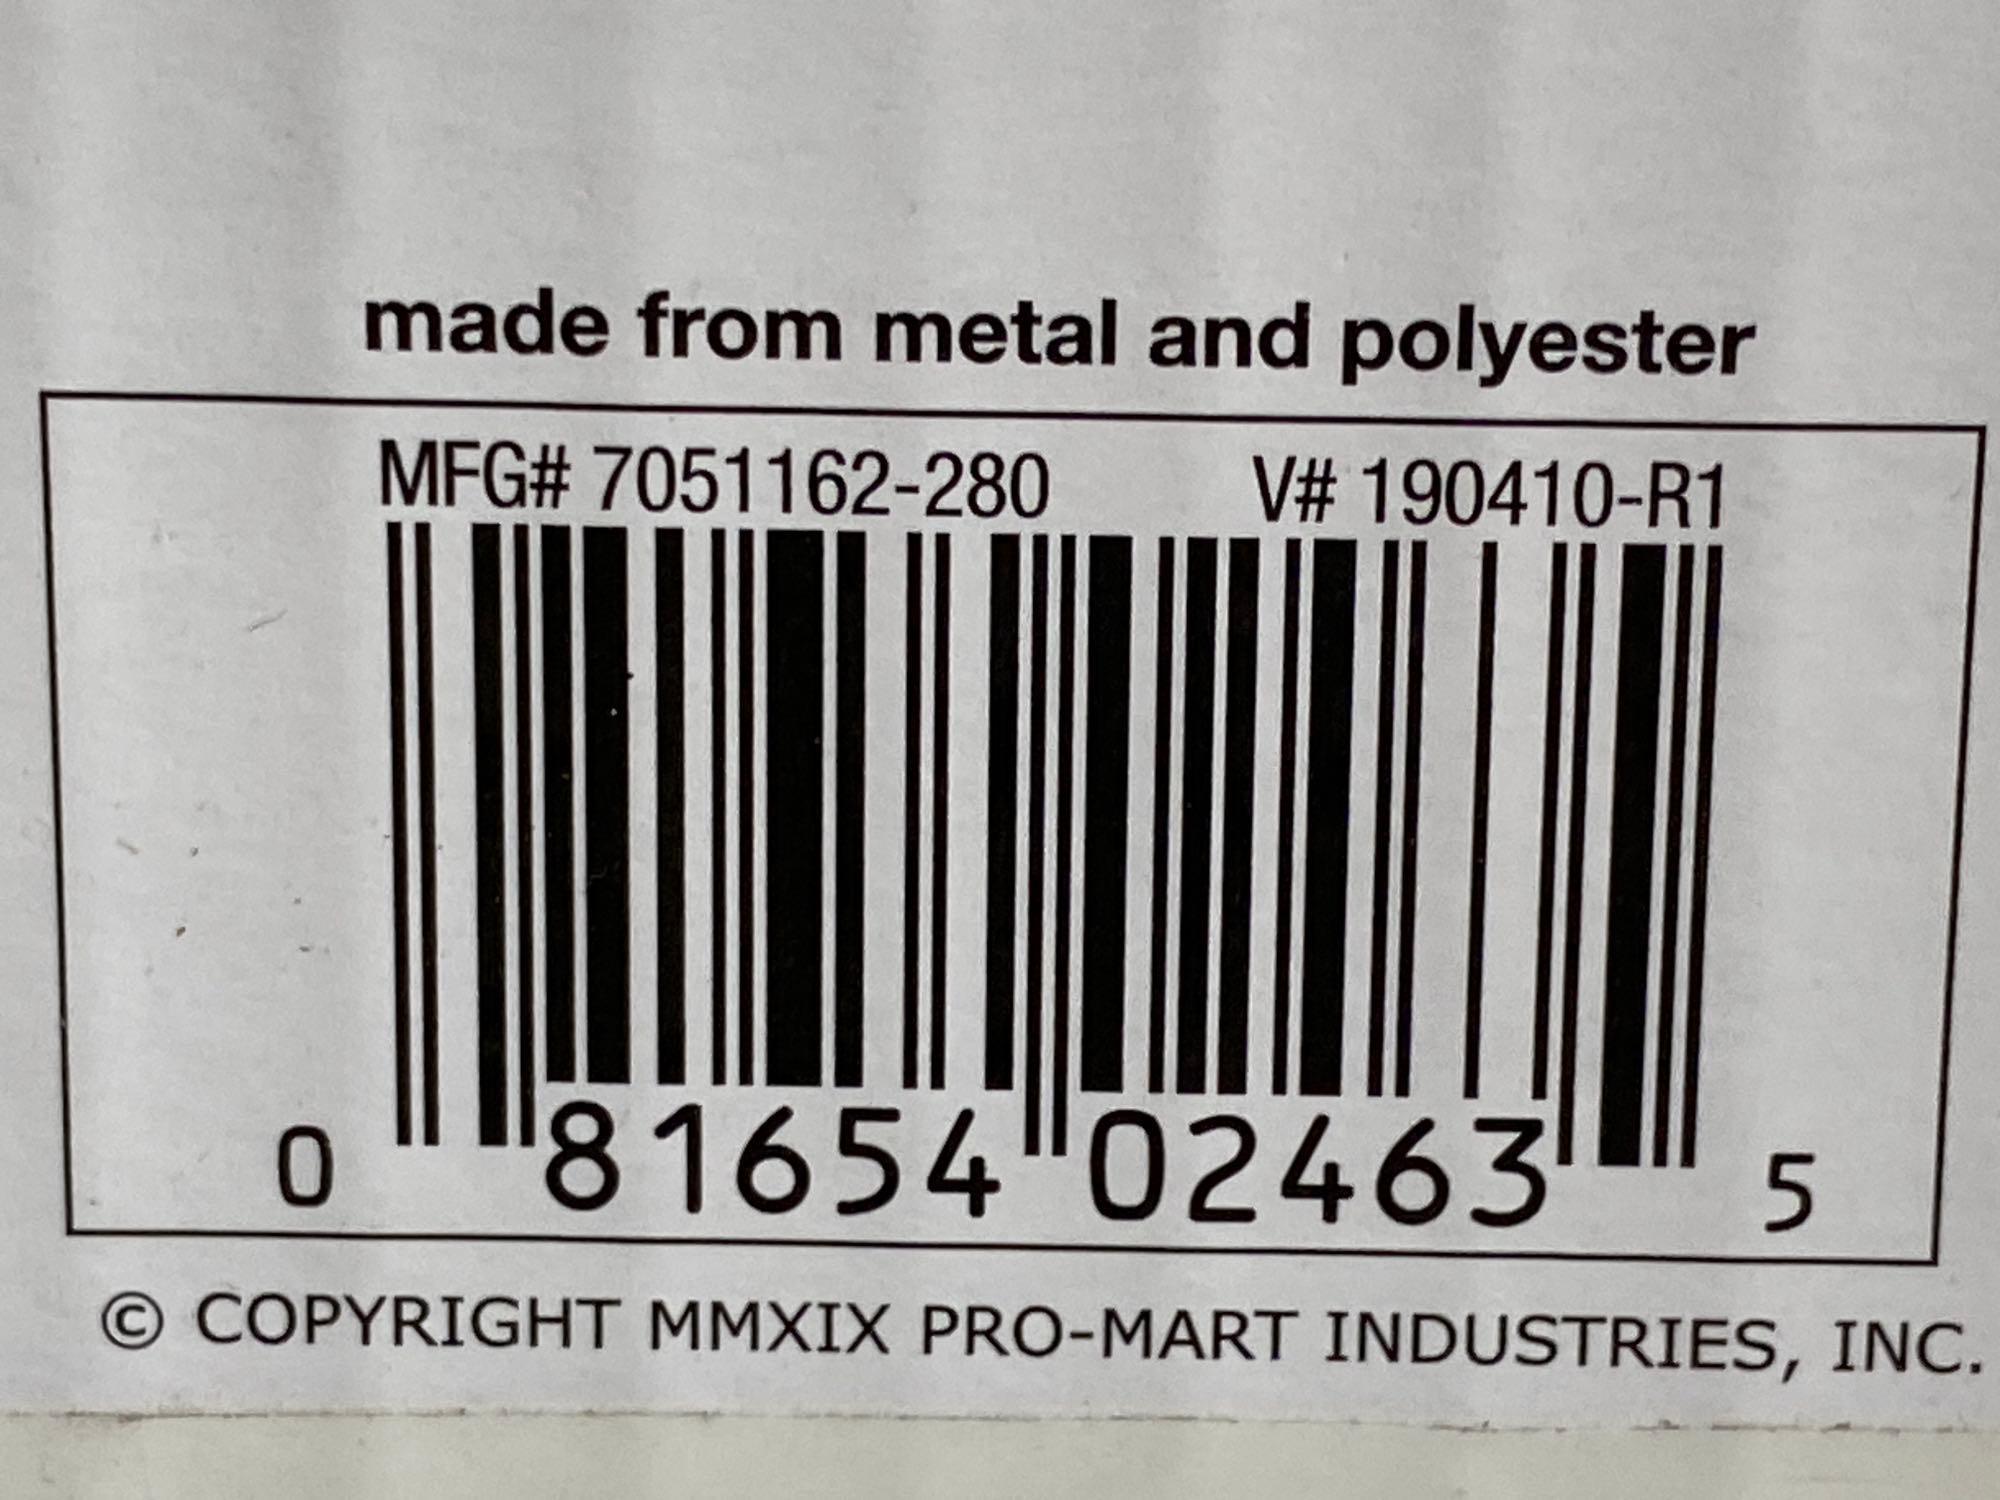 made from metal and polyester
MFG# 7051162-280 V# 190410-R1
0 81654 02463 5
© COPYRIGHT MMXIX PRO-MART INDUSTRIES, INC.